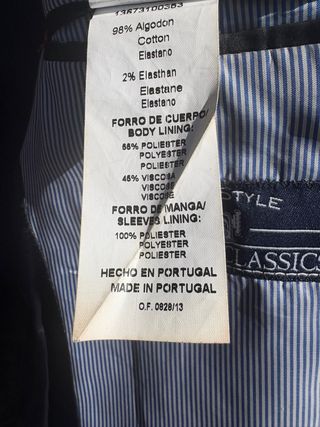 13873100383
98% Algodon
Cotton
Elastano
2% Elasthan
Elastane
Elastano
FORRO DE CUERPO/
BODY LINING:
55% POLIESTER
POLYESTER
POLIESTER
45% VISCOSA
VISCOSE
VISCOSE
FORRO DE MANGA/
SLEEVES LINING:
100% POLIESTER
POLYESTER
POLIESTER
HECHO EN PORTUGAL
MADE IN PORTUGAL
O.F. 0828/13
STYLE
CLASSICS